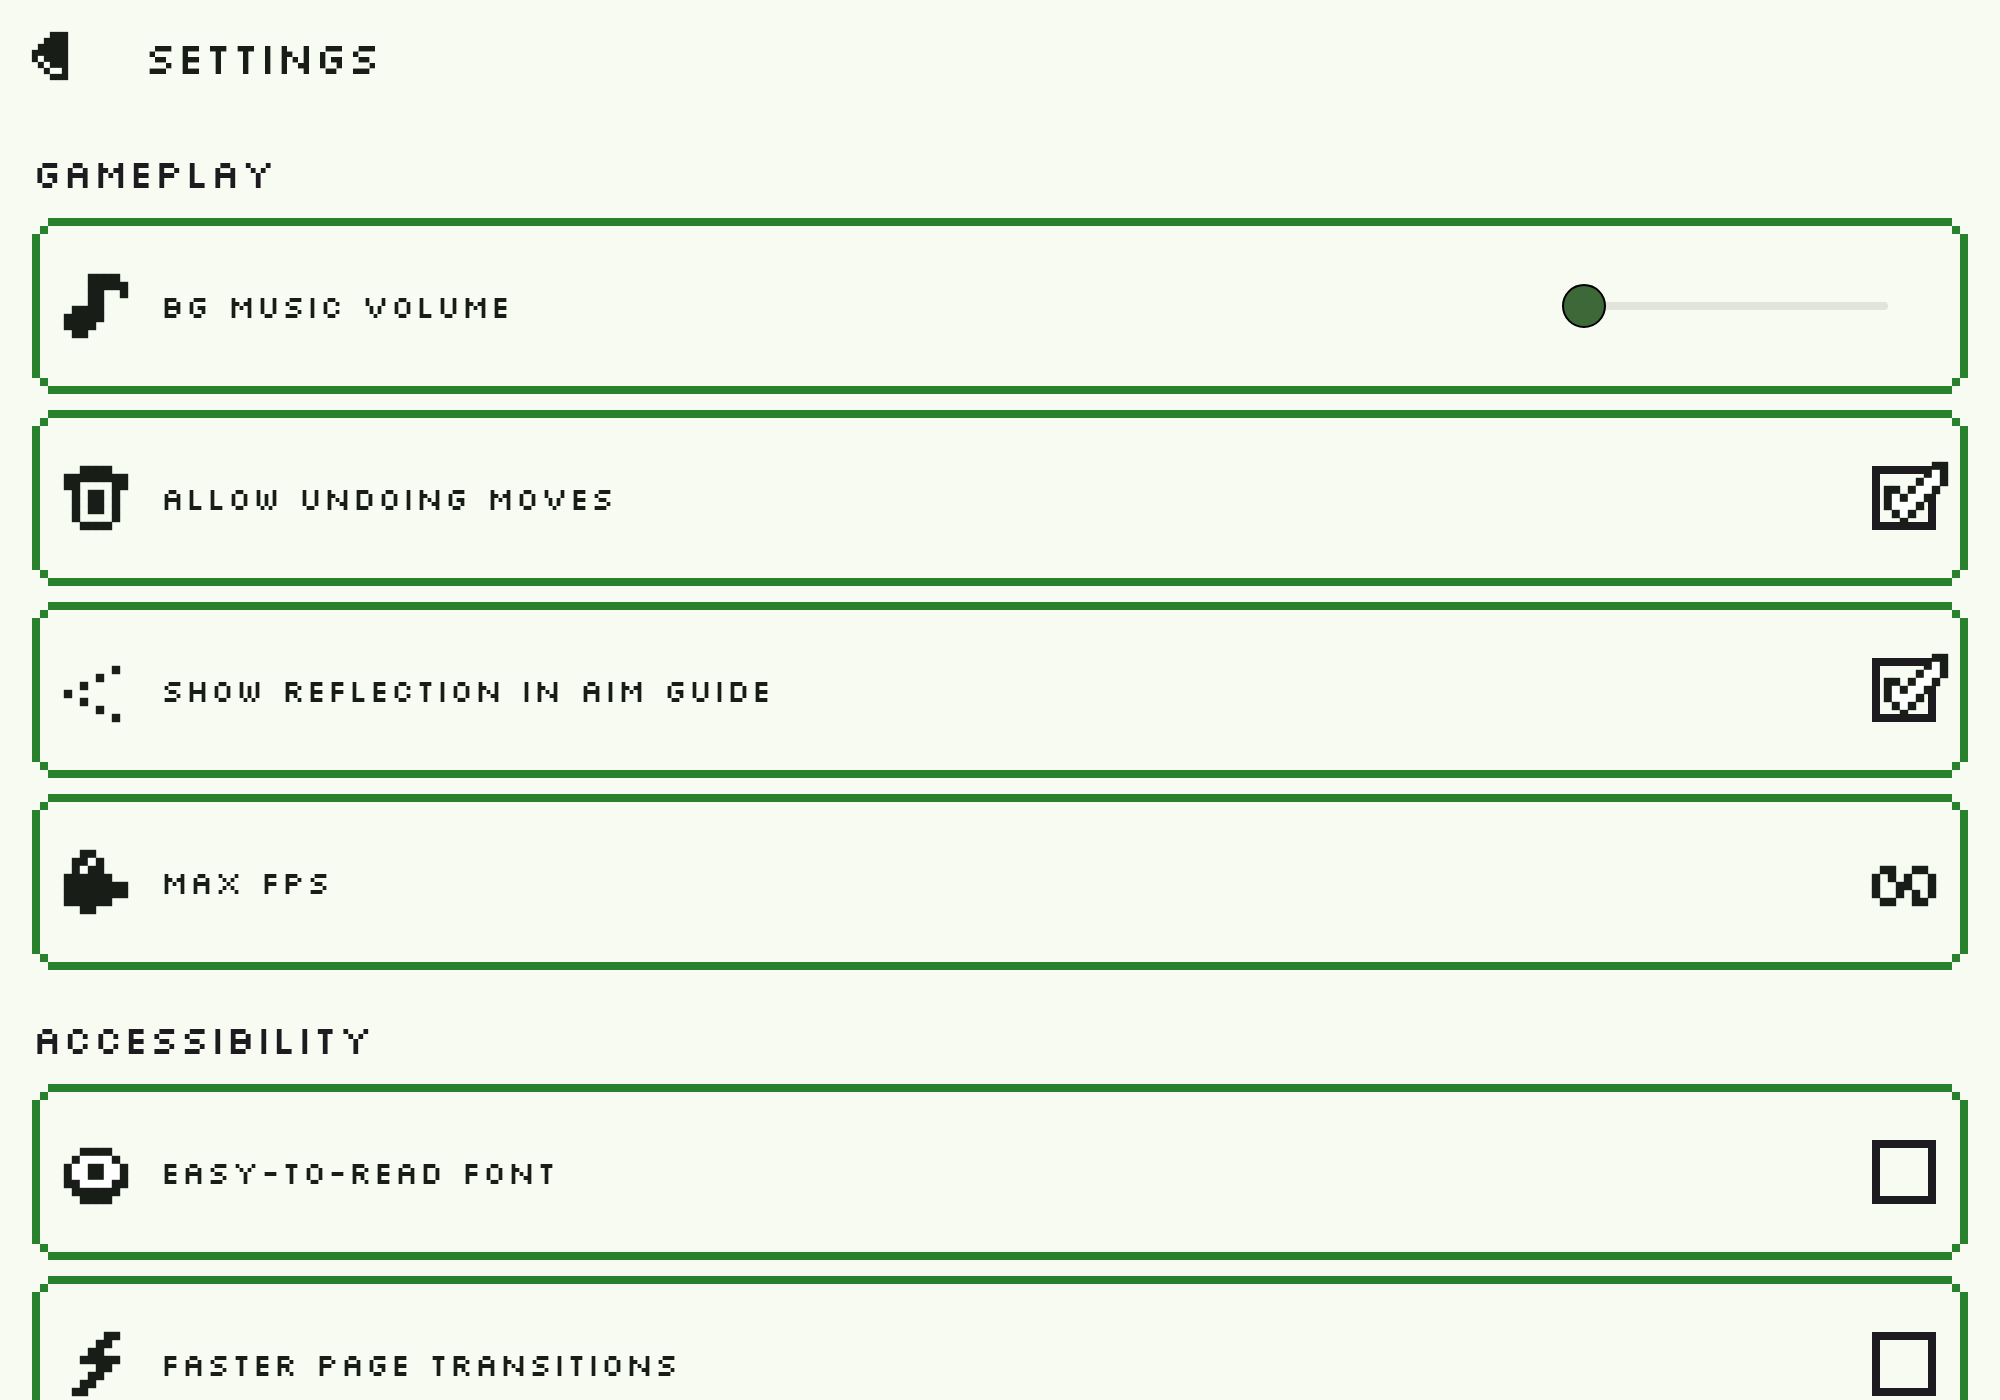 SETTINGS
GAMEPLAY
BG MUSIC VOLUME
ALLOW UNDOING MOVES
SHOW REFLECTION IN AIM GUIDE
MAX FPS
∞
ACCESSIBILITY
EASY-TO-READ FONT
FASTER PAGE TRANSITIONS